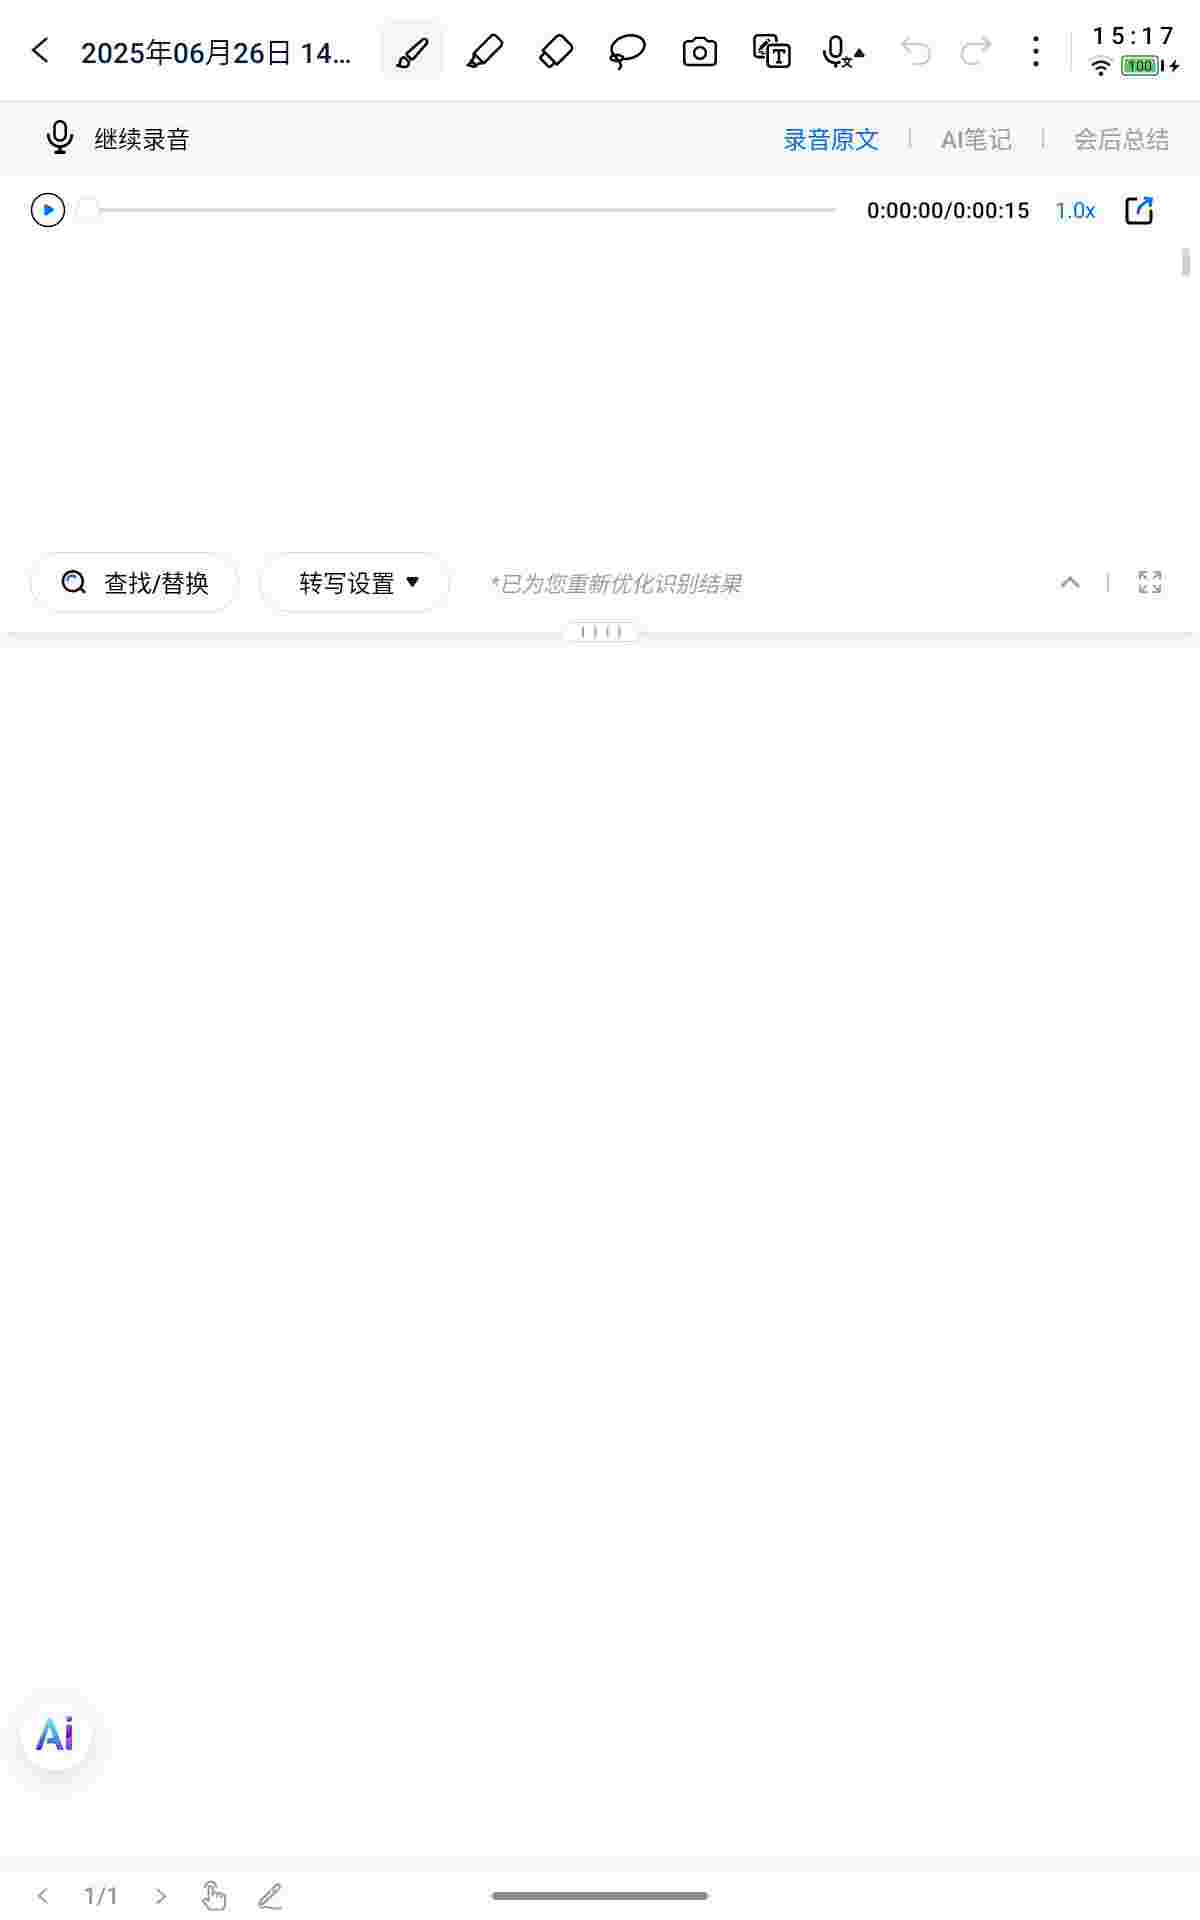 2025年06月26日 14...
15:17
100
继续录音
录音原文
AI笔记
会后总结
0:00:00/0:00:15
1.0x
查找/替换
转写设置
*已为您重新优化识别结果
Ai
1/1